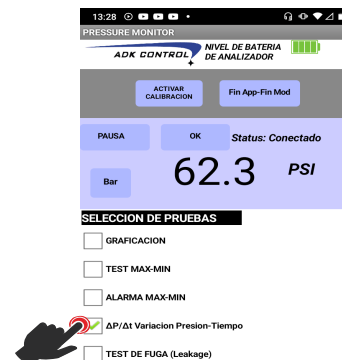 13:28
PRESSURE MONITOR
ADK CONTROL
NIVEL DE BATERIA
DE ANALIZADOR
ACTIVAR
CALIBRACION
Fin App-Fin Mod
PAUSA
OK
Status: Conectado
Bar
62.3
PSI
SELECCION DE PRUEBAS
GRAFICACION
TEST MAX-MIN
ALARMA MAX-MIN
ΔP/Δt Variacion Presion-Tiempo
TEST DE FUGA (Leakage)